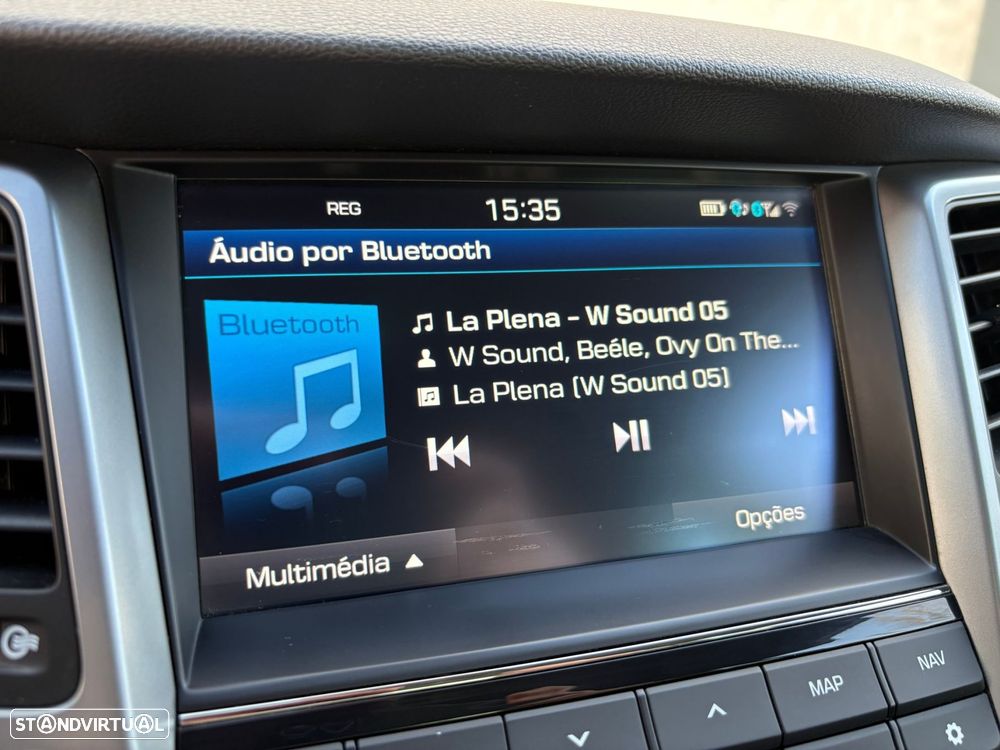 REG 15:35
Áudio por Bluetooth
Bluetooth
La Plena - W Sound 05
W Sound, Beéle, Ovy On The...
La Plena (W Sound 05)
Opções
Multimédia
NAV
MAP
STANDVIRTUAL